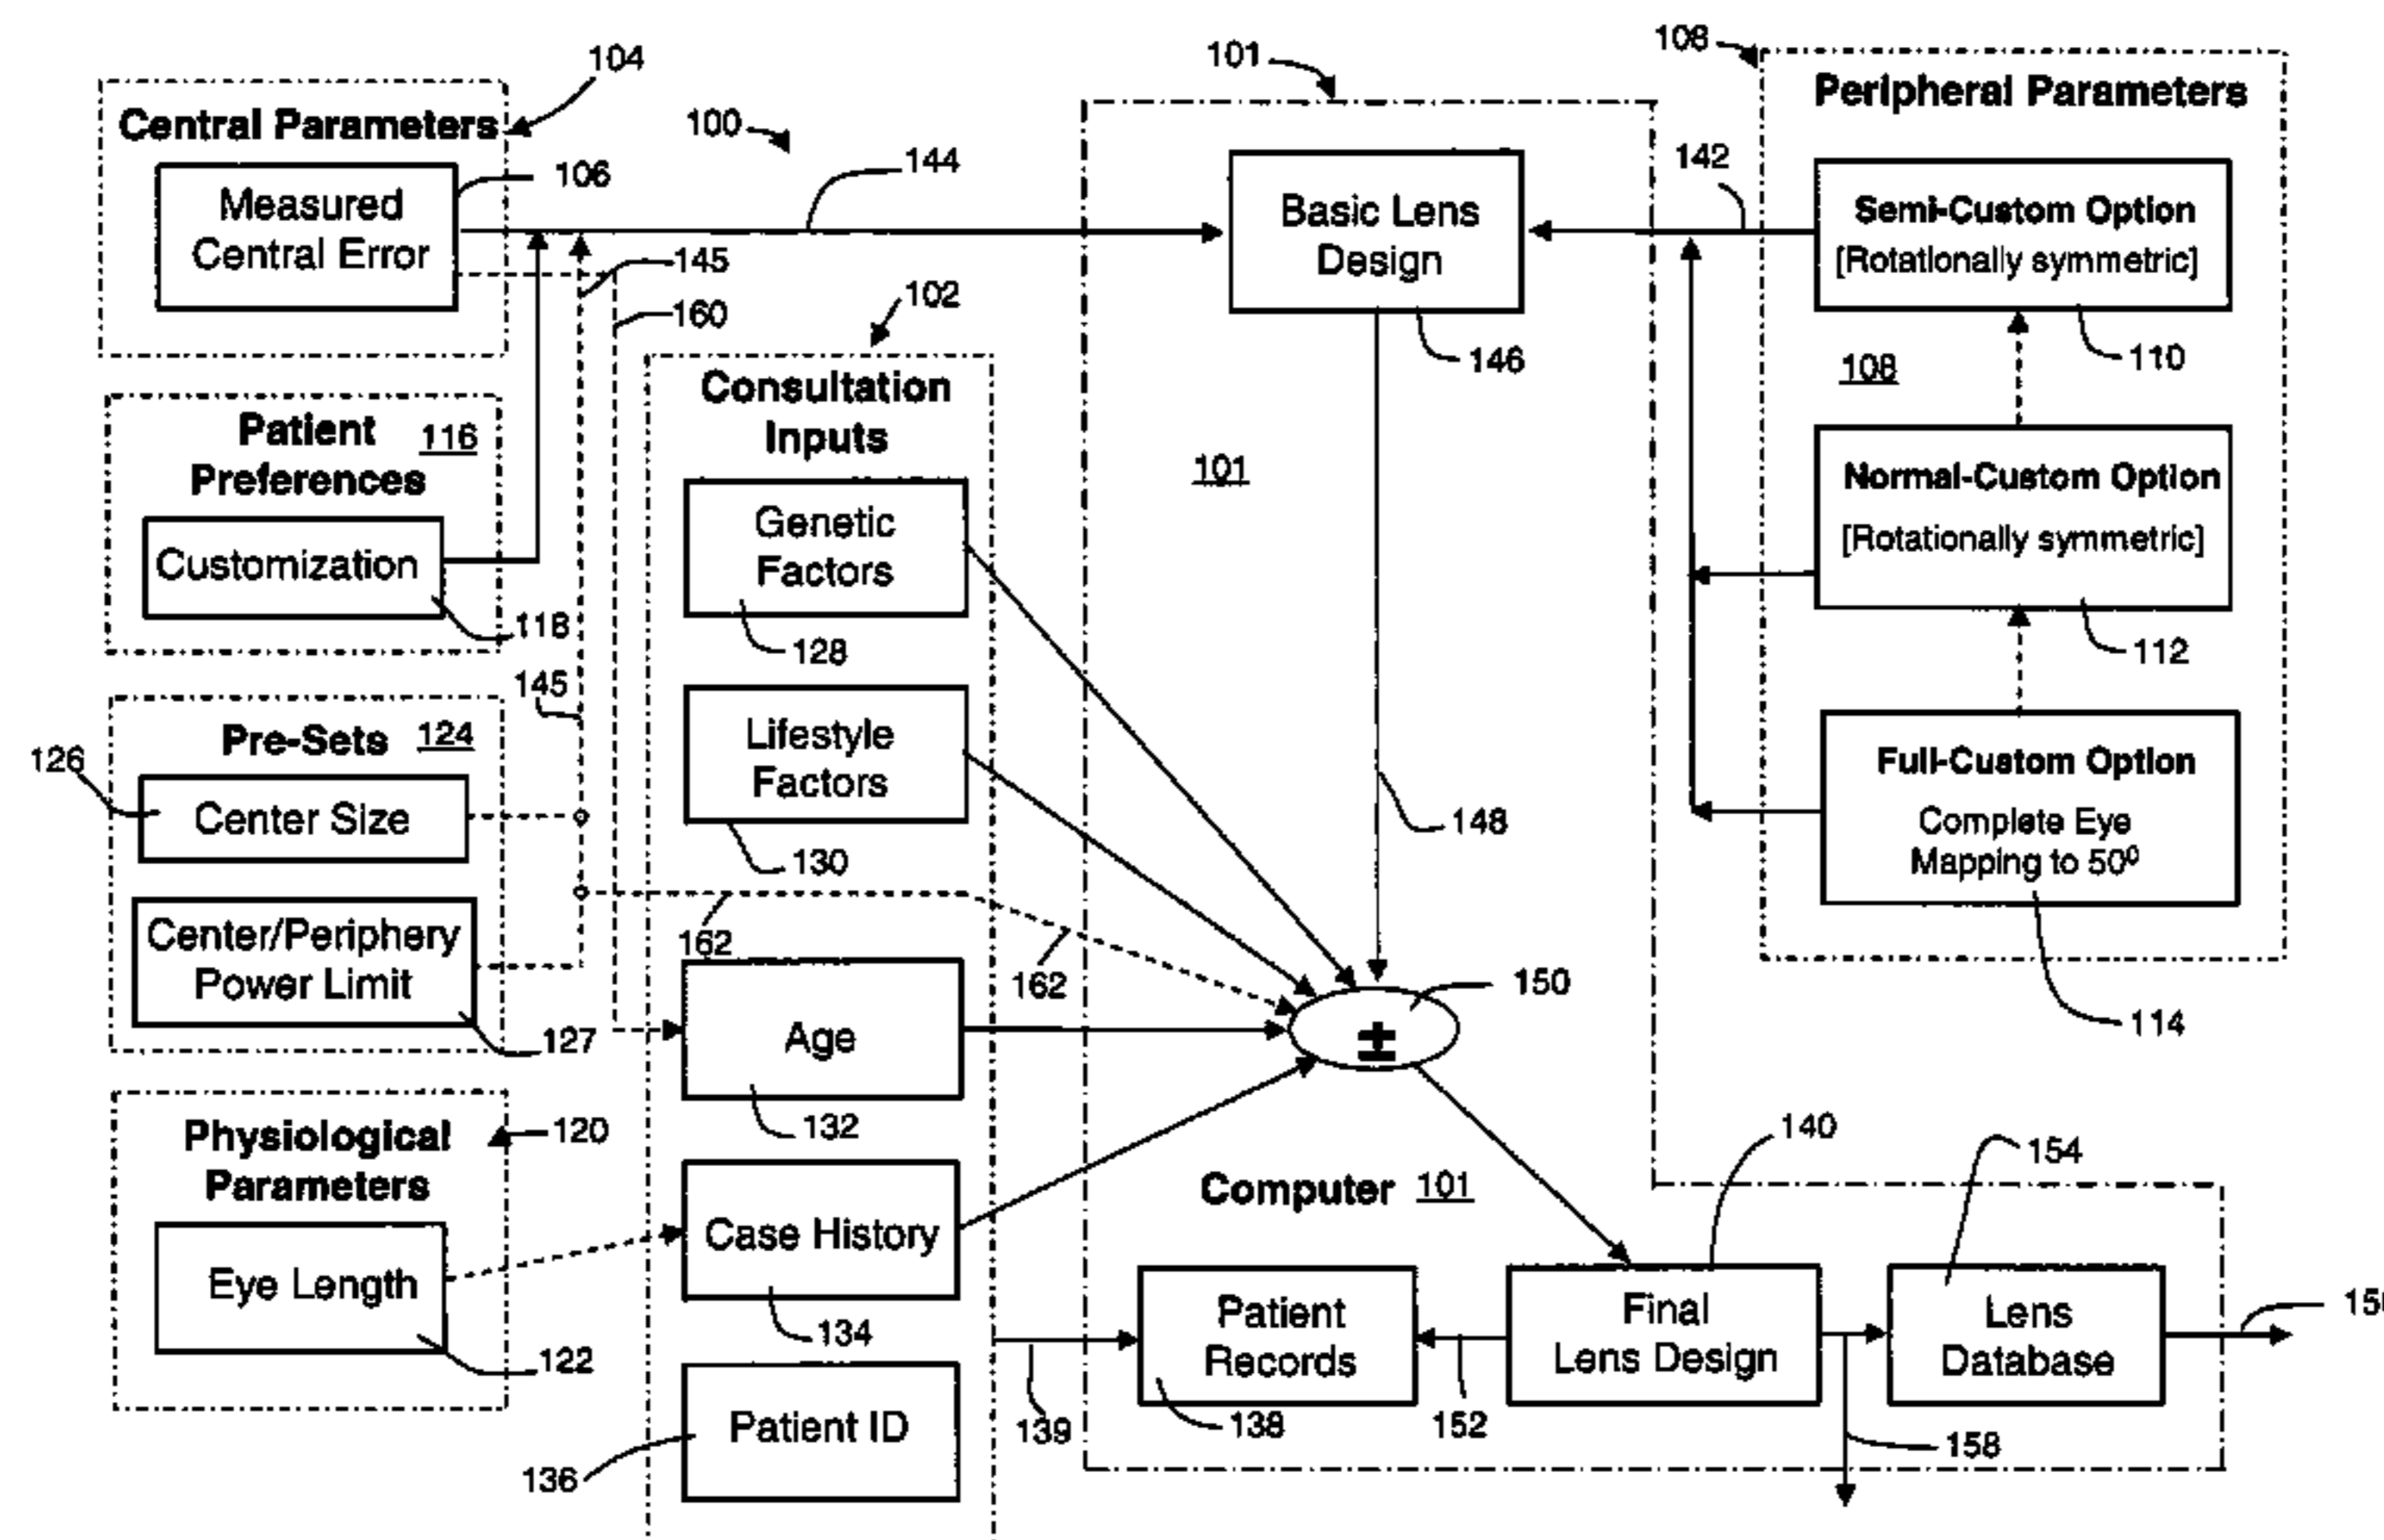 104
Central Parameters
Measured
Central Error
106
100
144
145
160
101
Basic Lens
Design
146
101
148
142
108
Peripheral Parameters
Semi-Custom Option
[Rotationally symmetric]
110
108
Normal-Custom Option
[Rotationally symmetric]
112
Full-Custom Option
Complete Eye
Mapping to 50⁰
114
Patient
Preferences
116
Customization
118
145
Pre-Sets 124
126
Center Size
Center/Periphery
Power Limit
127
Physiological
Parameters
120
Eye Length
122
102
Consultation
Inputs
Genetic
Factors
128
Lifestyle
Factors
130
162
162
Age
132
Case History
134
Patient ID
136
139
150
±
Computer 101
Patient
Records
138
152
140
Final
Lens Design
154
Lens
Database
158